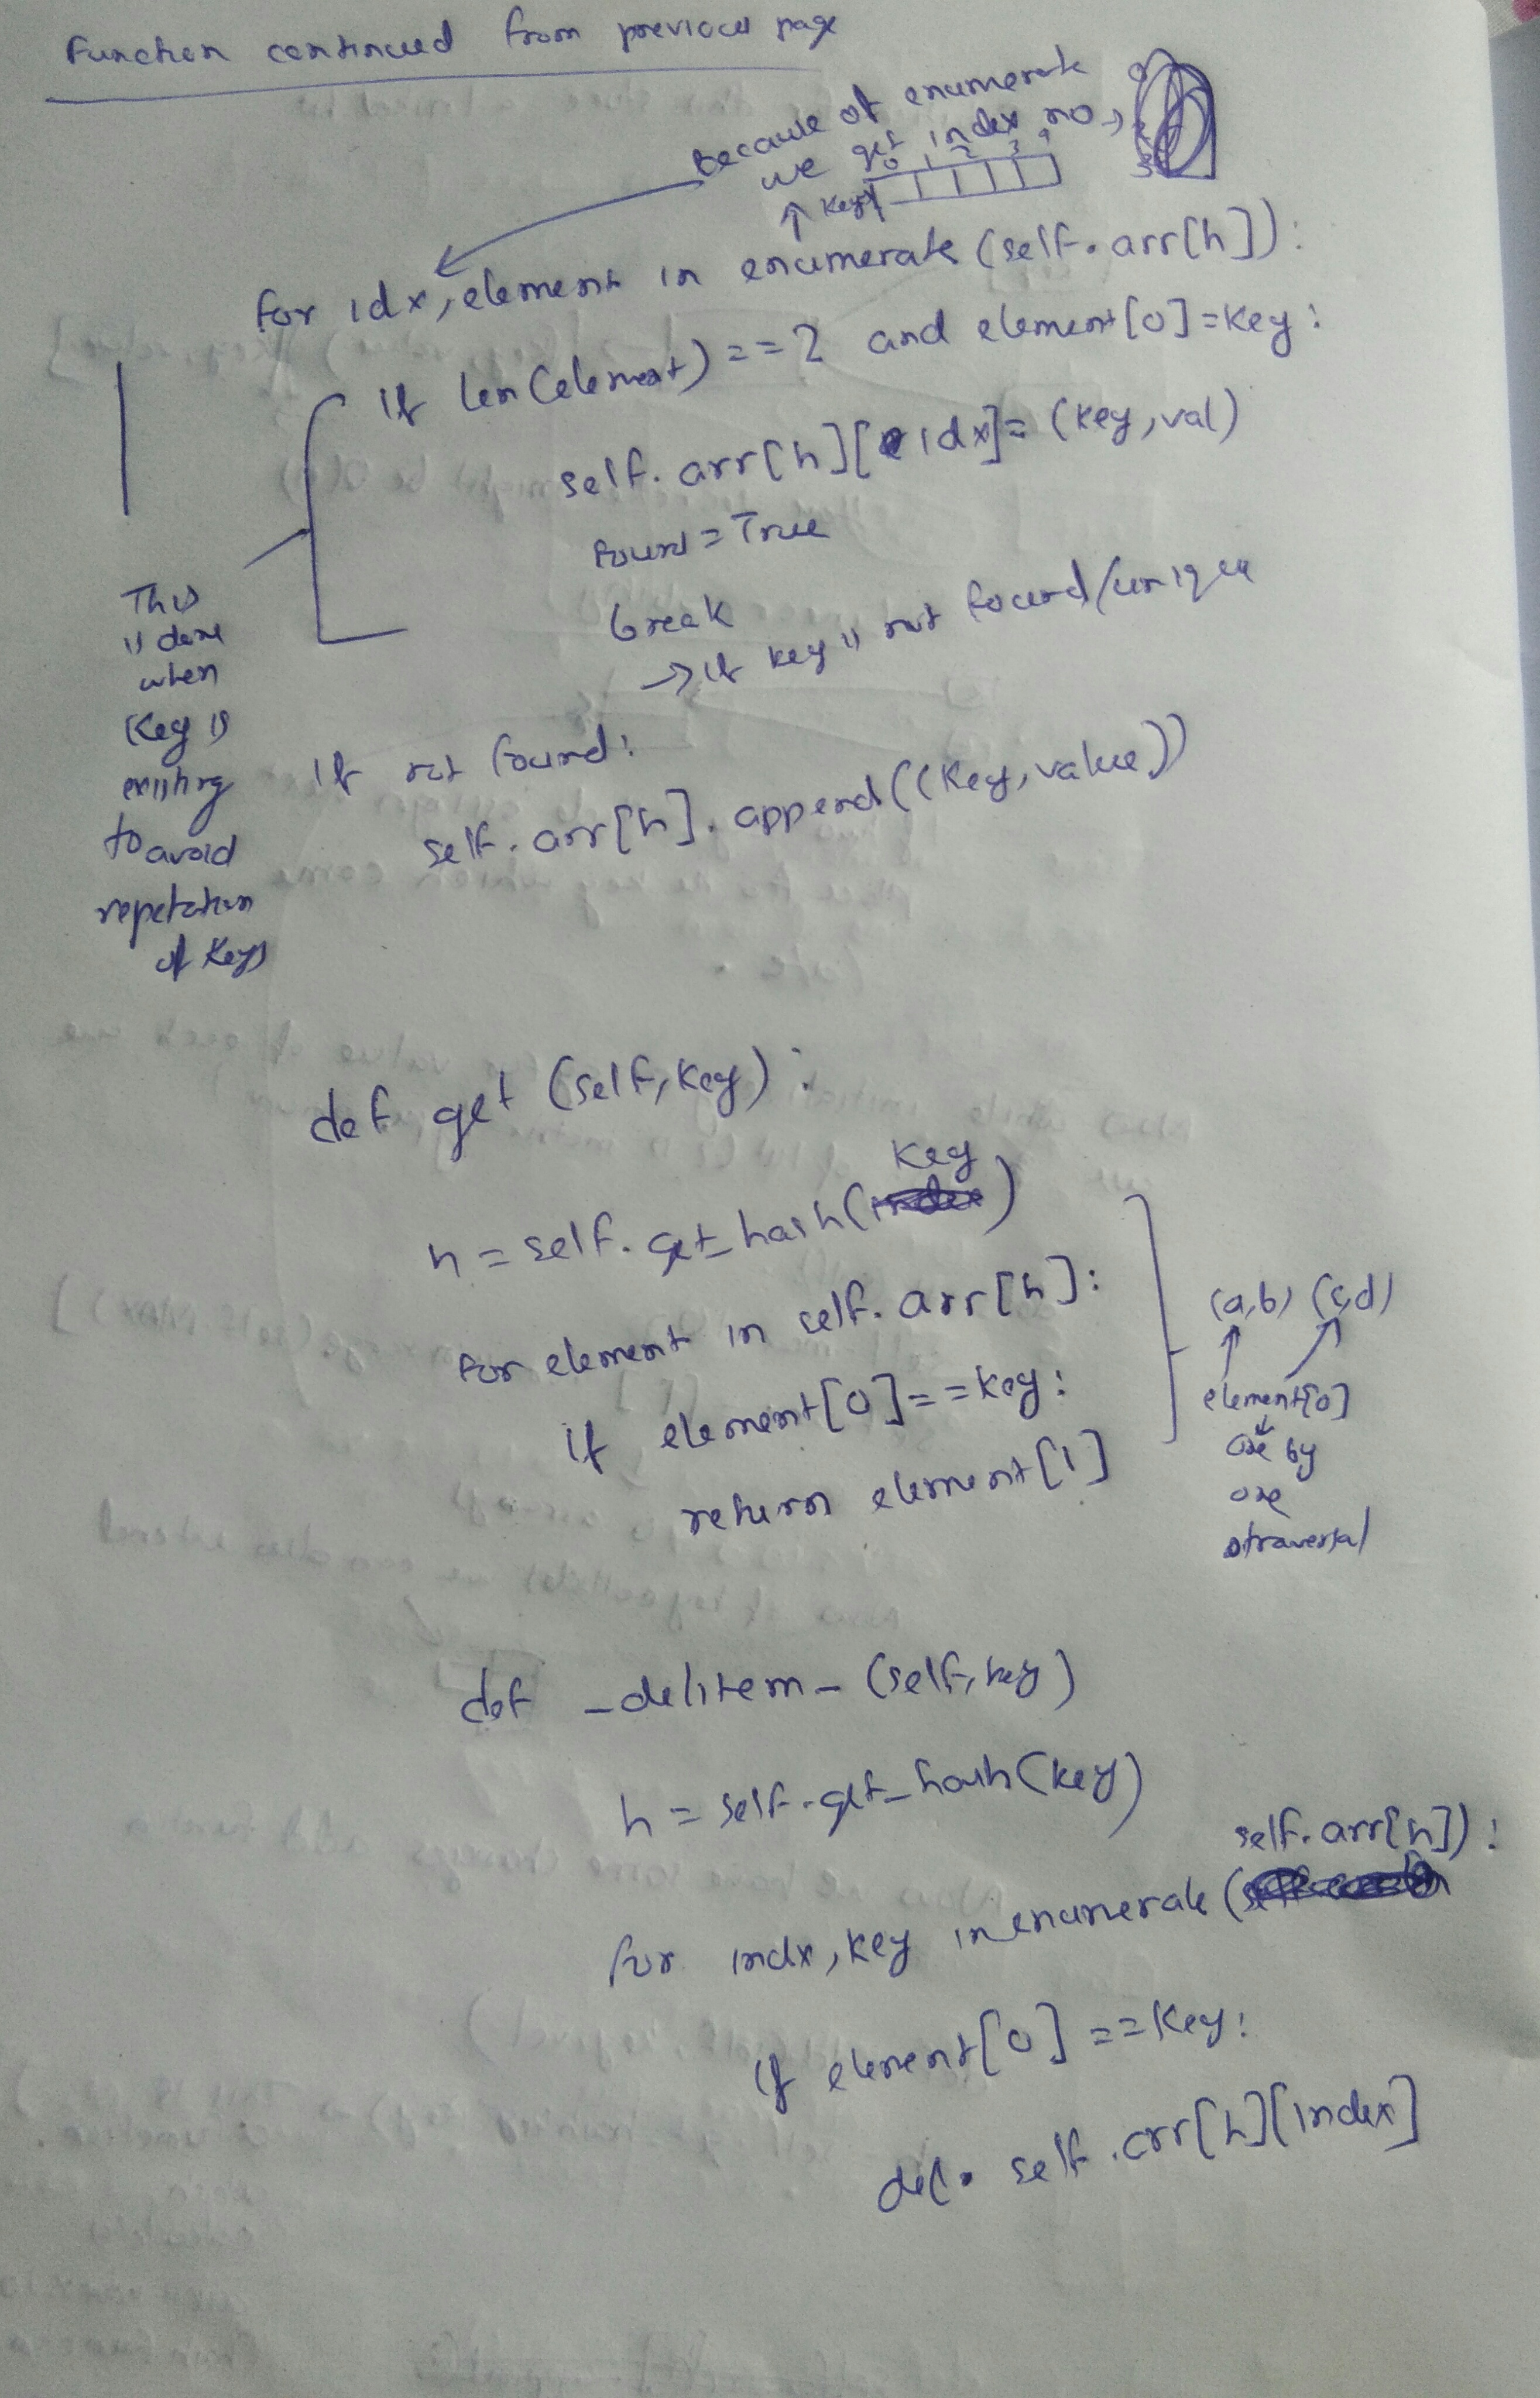 Function continued from previous page
because of enumerate
we get index no →
0 1 2 3 4
↑ key
for idx, element in enumerate (self.arr[h]):
if len(element)==2 and element[0]=key:
self.arr[h][idx]= (key,val)
found = True
break
→ if key is not found/unique
This
is done
when
key is
existing
to avoid
repetation
of keys
if not found:
self.arr[h].append((key,value))
def get (self,key):
key
h = self.get_hash(index)
for element in self.arr[h]:
if element[0]==key:
return element[1]
(a,b) (c,d)
element[0]
one by
one
traversal
def _delitem_ (self,key)
h = self.get_hash(key)
self.arr[h]):
for indx, key in enumerate (
if element[0]==key:
del. self.arr[h][index]